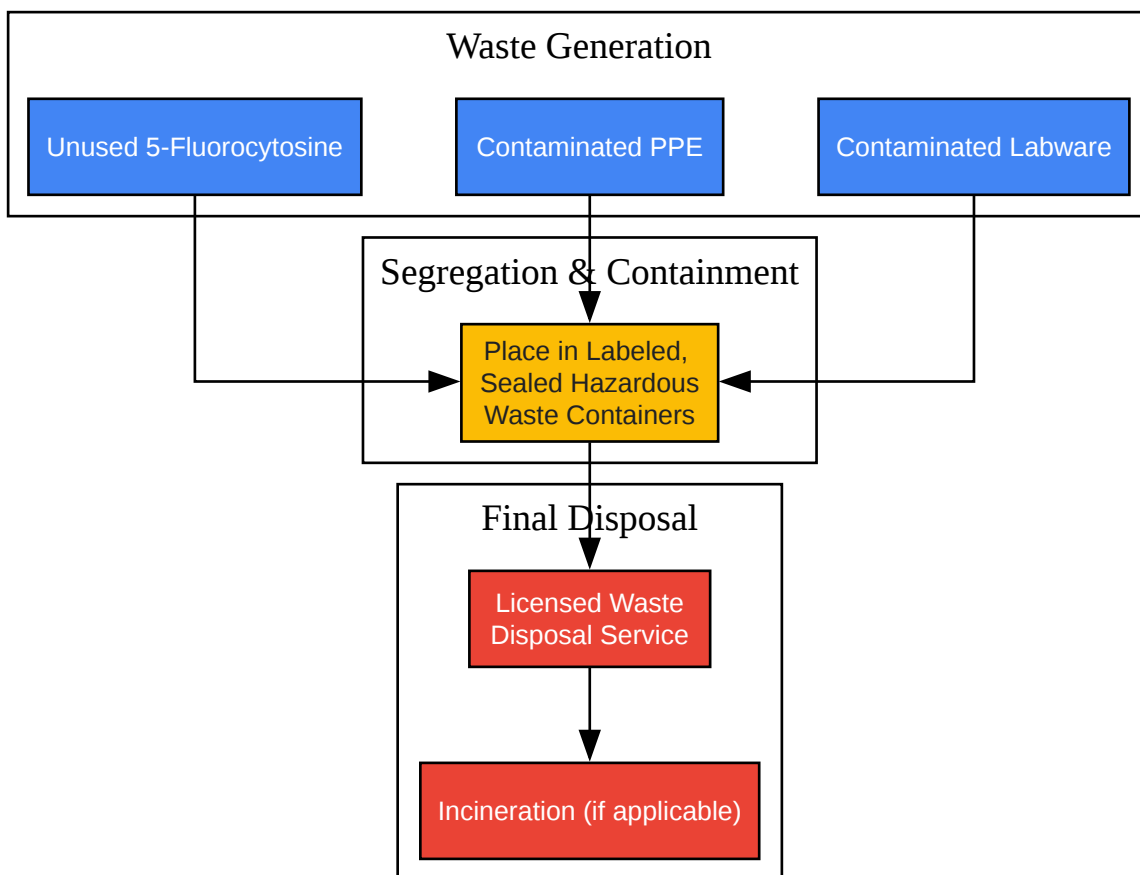 Waste Generation
Unused 5-Fluorocytosine
Contaminated PPE
Contaminated Labware
Segregation & Containment
Place in Labeled,
Sealed Hazardous
Waste Containers
Final Disposal
Licensed Waste
Disposal Service
Incineration (if applicable)